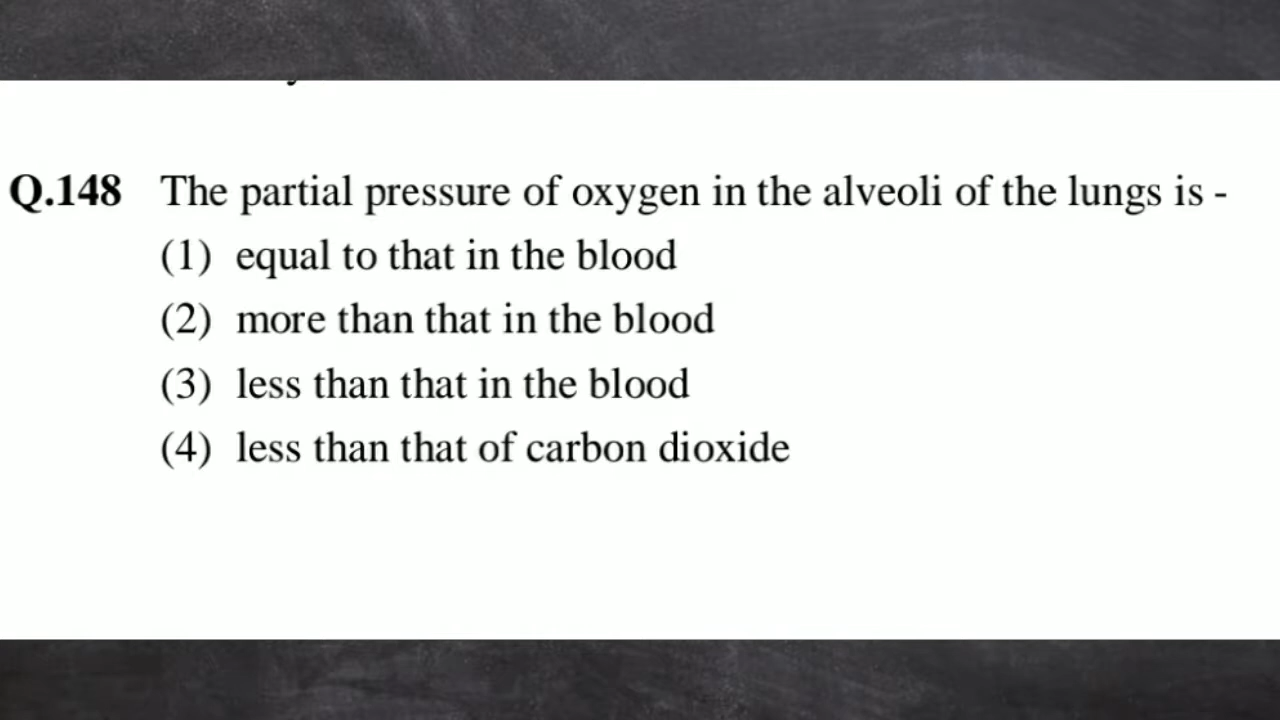 Q.148 The partial pressure of oxygen in the alveoli of the lungs is -
(1) equal to that in the blood
(2) more than that in the blood
(3) less than that in the blood
(4) less than that of carbon dioxide